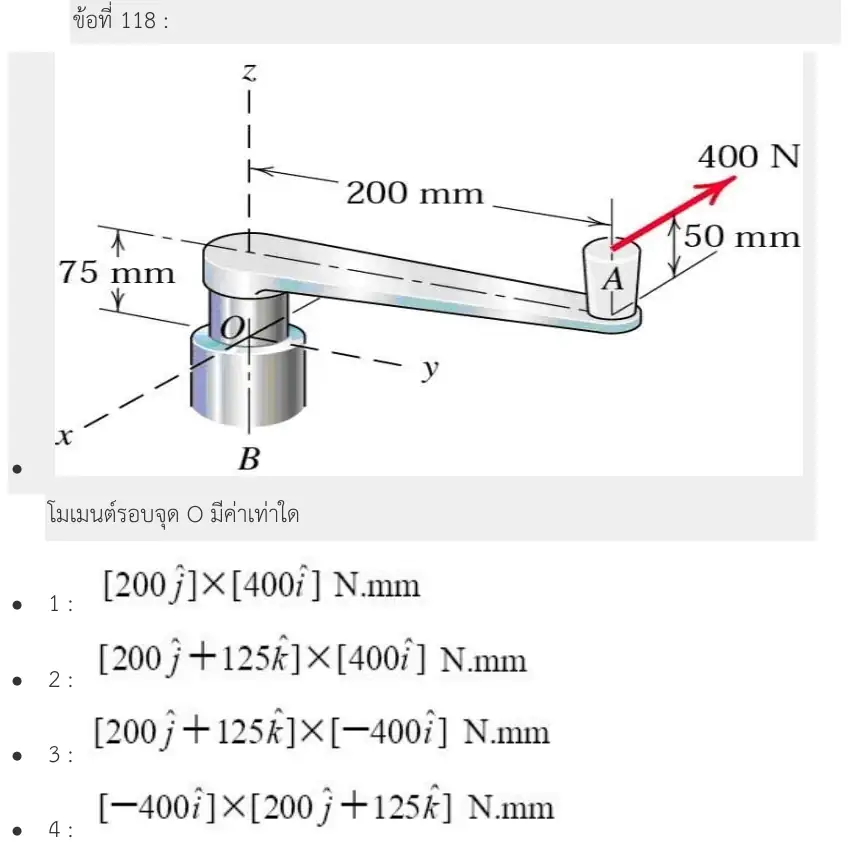 ข้อที่ 118 :
z
400 N
200 mm
50 mm
75 mm
A
O
y
x
B
โมเมนต์รอบจุด O มีค่าเท่าใด
1 : [200ĵ]×[400î] N.mm
2 : [200ĵ+125k̂]×[400î] N.mm
3 : [200ĵ+125k̂]×[−400î] N.mm
4 : [−400î]×[200ĵ+125k̂] N.mm